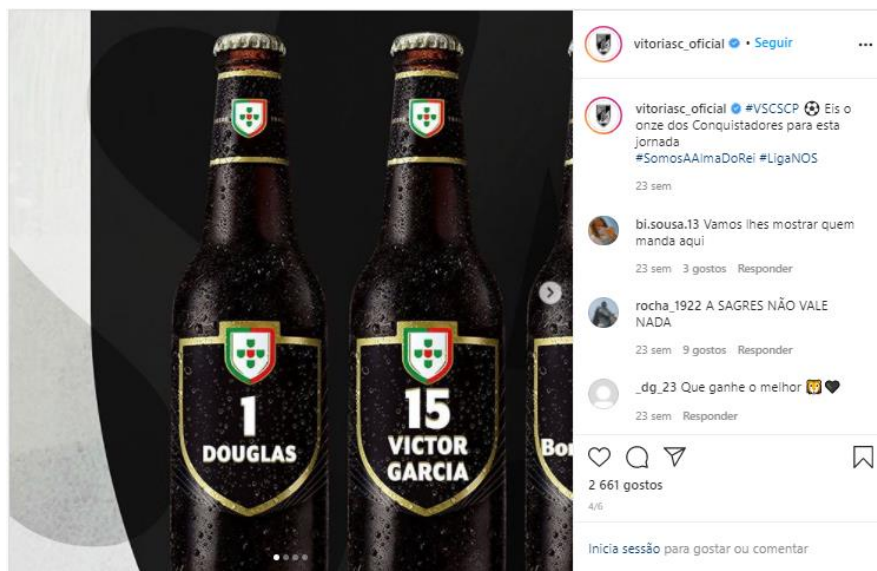 1
DOUGLAS
15
VICTOR
GARCIA
vitoriasc_oficial • Seguir
vitoriasc_oficial #VSCSCP ⚽ Eis o
onze dos Conquistadores para esta
jornada
#SomosAAlmaDoRei #LigaNOS
23 sem
bi.sousa.13 Vamos lhes mostrar quem
manda aqui
23 sem 3 gostos Responder
rocha_1922 A SAGRES NÃO VALE
NADA
23 sem 9 gostos Responder
_dg_23 Que ganhe o melhor 🐯🖤
23 sem Responder
2 661 gostos
4/6
Inicia sessão para gostar ou comentar